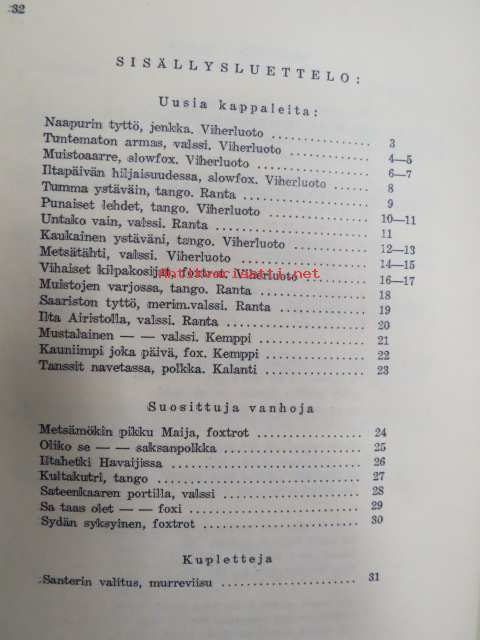 32
SISÄLLYSLUETTELO:
Uusia kappaleita:
Naapurin tyttö, jenkka. Viherluoto ............... 3
Tuntematon armas, valssi. Viherluoto ............ 4—5
Muistoaarre, slowfox. Viherluoto ............... 6—7
Iltapäivän hiljaisuudessa, slowfox. Viherluoto ...... 8
Tumma ystäväin, tango. Ranta ............... 9
Punaiset lehdet, tango. Viherluoto ............... 10—11
Untako vain, valssi. Ranta ............... 11
Kaukainen ystäväni, tango. Viherluoto ............ 12—13
Metsätähti, valssi. Viherluoto ............... 14—15
Vihaiset kilpakosijat, foxtrot. Viherluoto ............ 16—17
Muistojen varjossa, tango. Ranta ............... 18
Saariston tyttö, merim.valssi. Ranta ............... 19
Ilta Airistolla, valssi. Ranta ............... 20
Mustalainen — — valssi. Kemppi ............... 21
Kauniimpi joka päivä, fox. Kemppi ............... 22
Tanssit navetassa, polkka. Kalanti ............... 23
Suosittuja vanhoja
Metsämökin pikku Maija, foxtrot ............... 24
Oliko se — — saksanpolkka ............... 25
Iltahetki Havaijissa ............... 26
Kultakutri, tango ............... 27
Sateenkaaren portilla, valssi ............... 28
Sa taas olet — — foxi ............... 29
Sydän syksyinen, foxtrot ............... 30
Kupletteja
Santerin valitus, murreviisu ............... 31